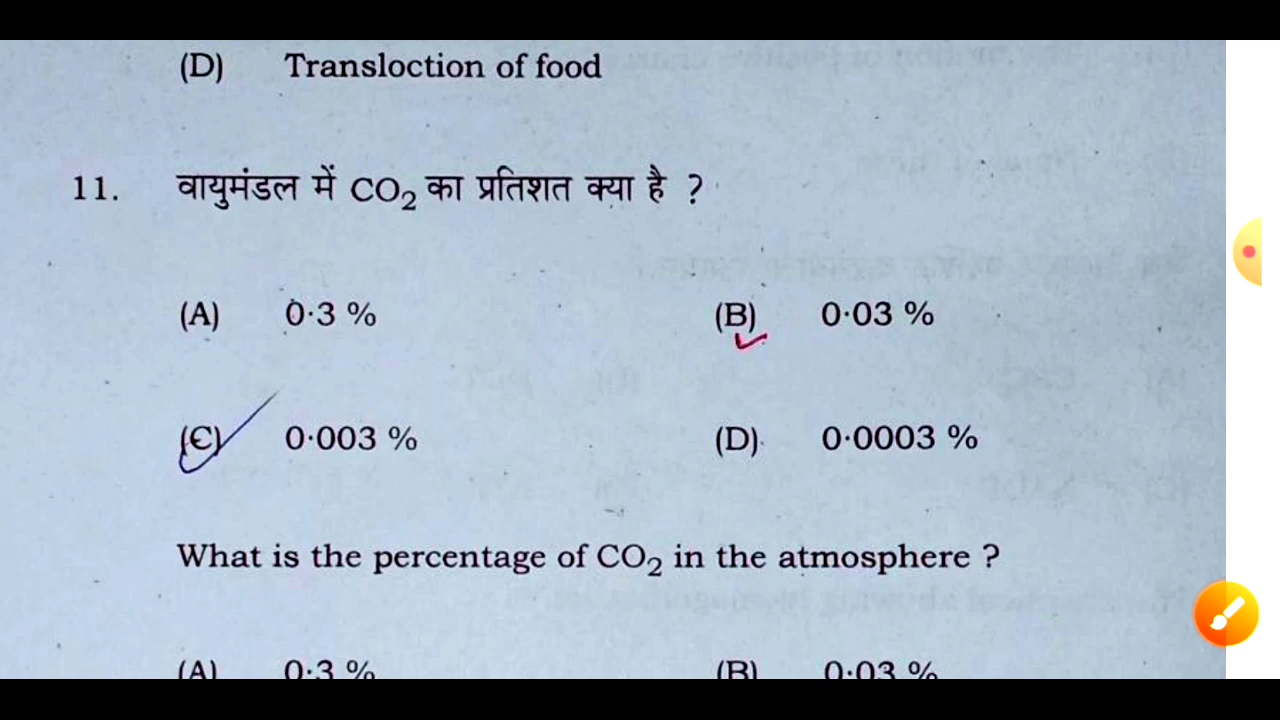 (D) Transloction of food
11. वायुमंडल में CO₂ का प्रतिशत क्या है ?
(A) 0·3 % (B) 0·03 %
(C) 0·003 % (D) 0·0003 %
What is the percentage of CO₂ in the atmosphere ?
(A) 0·3 % (B) 0·03 %